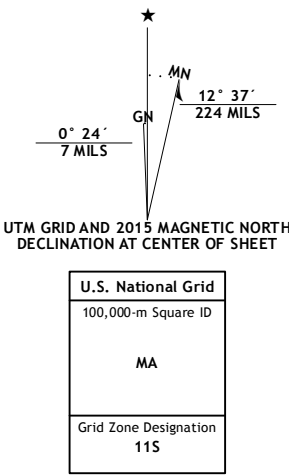 ★
MN
GN
12° 37´
224 MILS
0° 24´
7 MILS
UTM GRID AND 2015 MAGNETIC NORTH
DECLINATION AT CENTER OF SHEET
U.S. National Grid
100,000-m Square ID
MA
Grid Zone Designation
11S